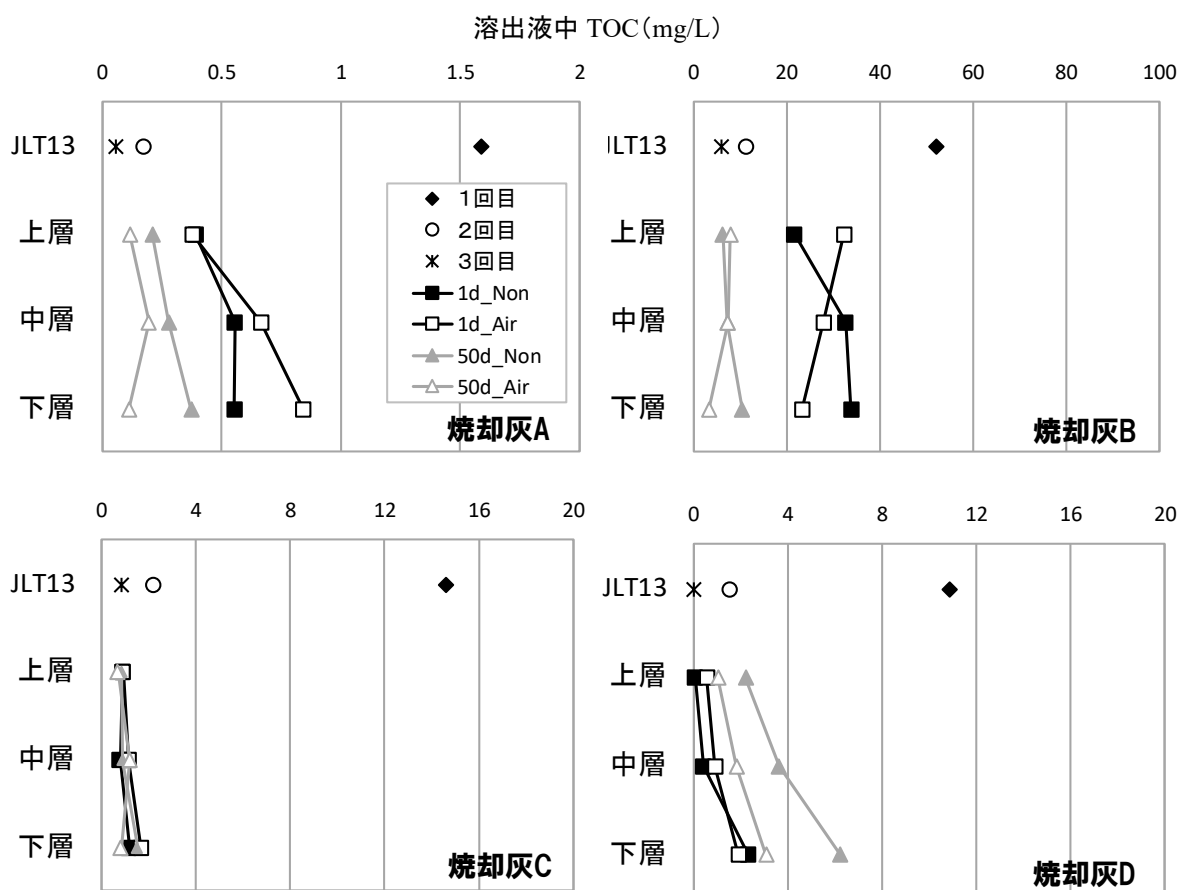 溶出液中 TOC(mg/L)
0 0.5 1 1.5 2
JLT13
上層
中層
下層
◆ 1回目
○ 2回目
＊ 3回目
1d_Non
1d_Air
50d_Non
50d_Air
焼却灰A
0 20 40 60 80 100
JLT13
上層
中層
下層
焼却灰B
0 4 8 12 16 20
JLT13
上層
中層
下層
焼却灰C
0 4 8 12 16 20
JLT13
上層
中層
下層
焼却灰D